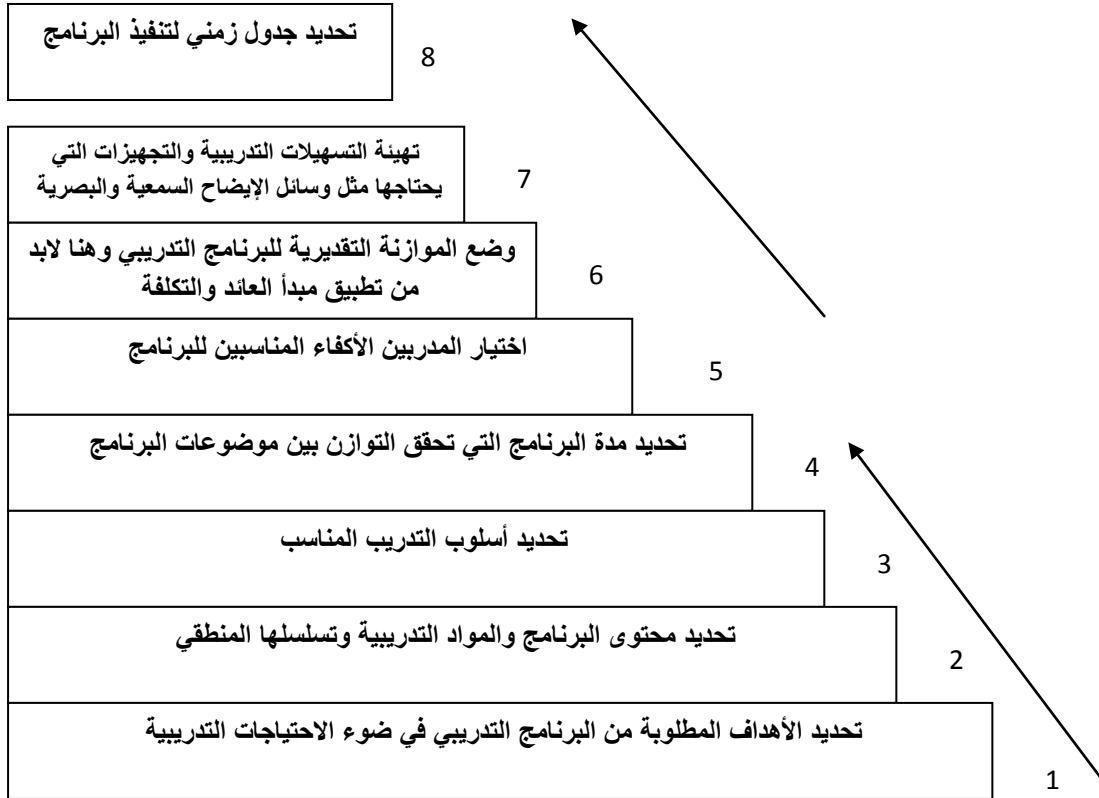 تحديد جدول زمني لتنفيذ البرنامج
8
تهيئة التسهيلات التدريبية والتجهيزات التي
يحتاجها مثل وسائل الإيضاح السمعية والبصرية
7
وضع الموازنة التقديرية للبرنامج التدريبي وهنا لابد
من تطبيق مبدأ العائد والتكلفة
6
اختيار المدربين الأكفاء المناسبين للبرنامج
5
تحديد مدة البرنامج التي تحقق التوازن بين موضوعات البرنامج
4
تحديد أسلوب التدريب المناسب
3
تحديد محتوى البرنامج والمواد التدريبية وتسلسلها المنطقي
2
تحديد الأهداف المطلوبة من البرنامج التدريبي في ضوء الاحتياجات التدريبية
1